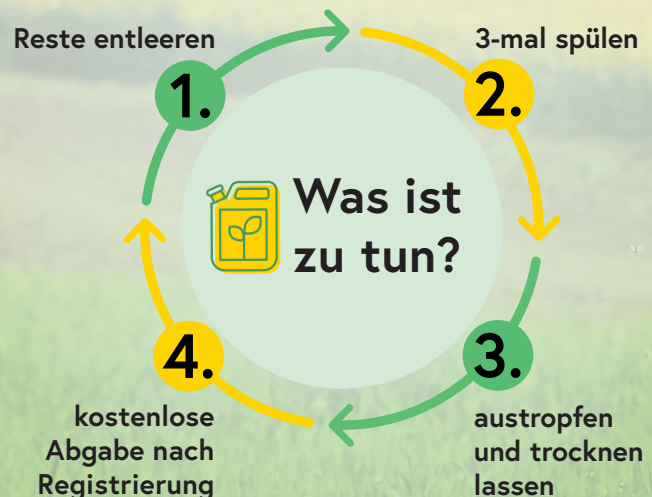 Reste entleeren
1.
3-mal spülen
2.
Was ist
zu tun?
3.
austropfen
und trocknen
lassen
4.
kostenlose
Abgabe nach
Registrierung